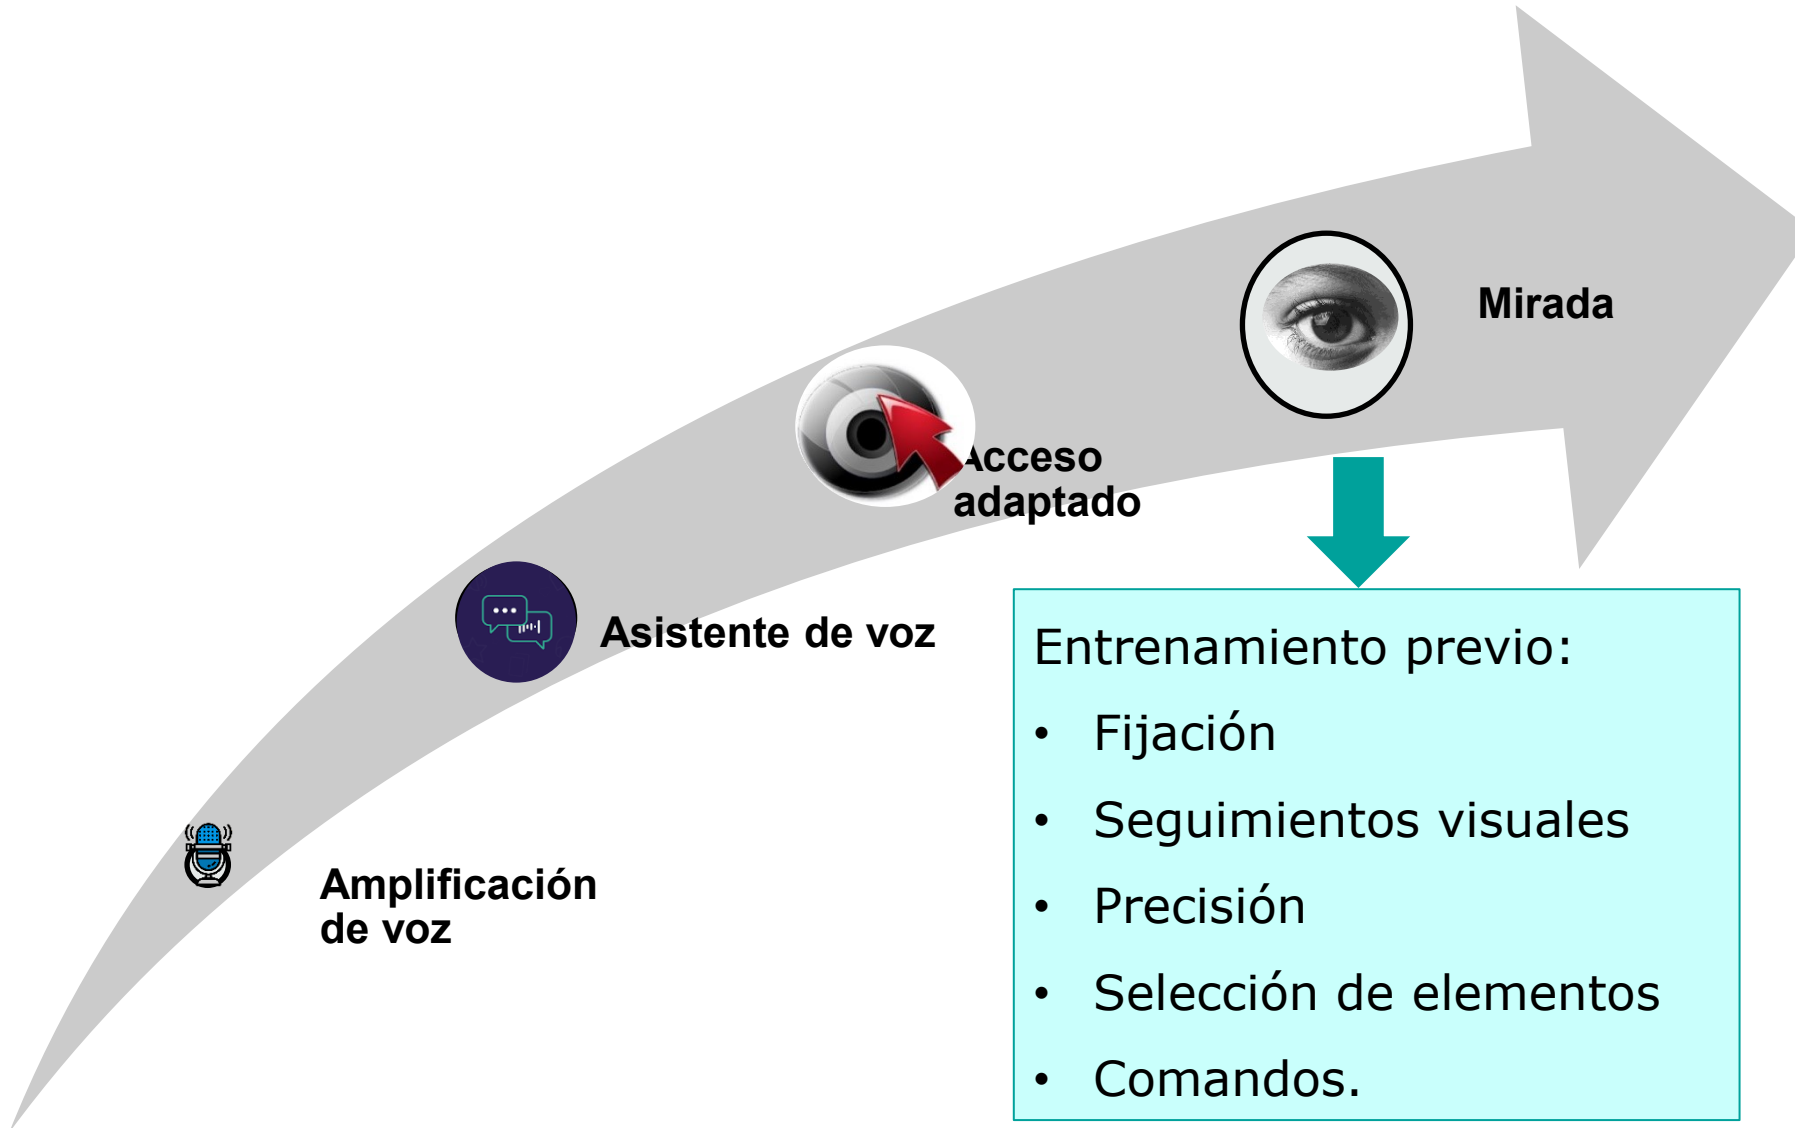 Mirada
Acceso
adaptado
Asistente de voz
Amplificación
de voz
Entrenamiento previo:
• Fijación
• Seguimientos visuales
• Precisión
• Selección de elementos
• Comandos.